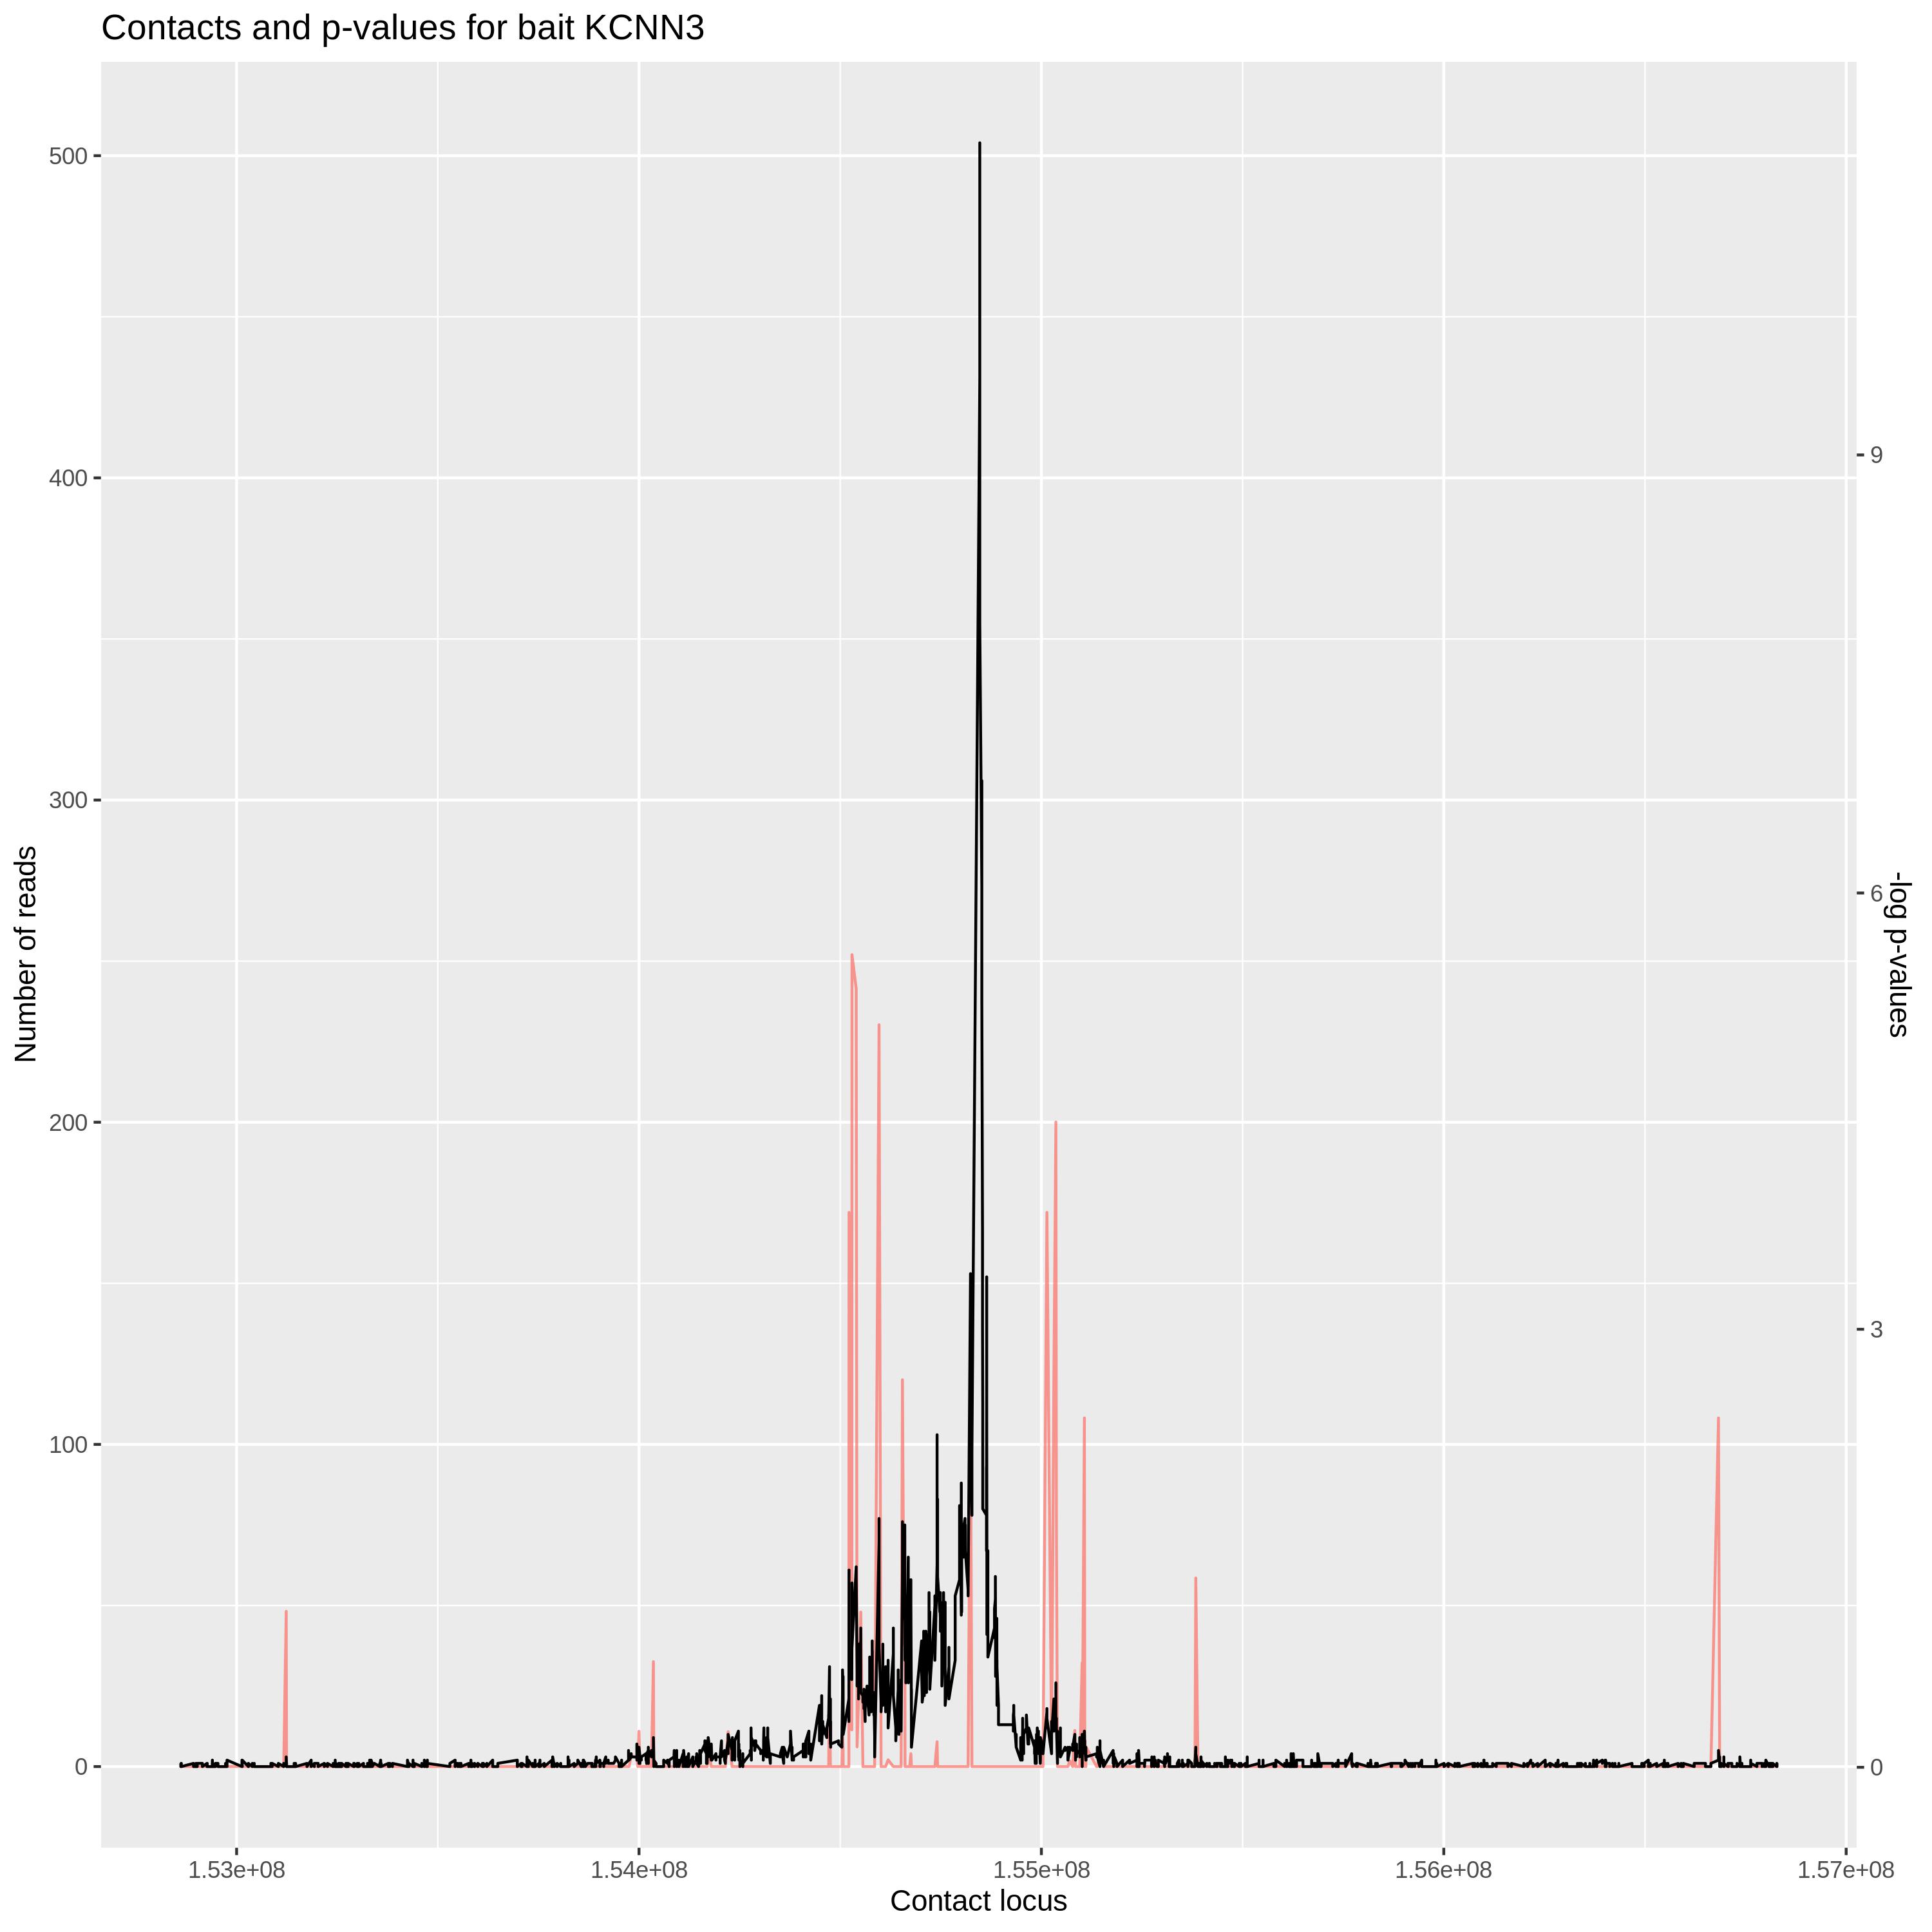 Contacts and p-values for bait KCNN3
500
400
300
200
100
0
Number of reads
9
6
3
0
-log p-values
1.53e+08
1.54e+08
1.55e+08
1.56e+08
1.57e+08
Contact locus